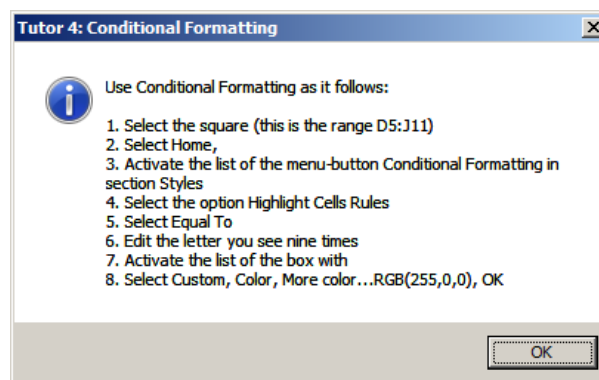 Tutor 4: Conditional Formatting
Use Conditional Formatting as it follows:
1. Select the square (this is the range D5:J11)
2. Select Home,
3. Activate the list of the menu-button Conditional Formatting in
section Styles
4. Select the option Highlight Cells Rules
5. Select Equal To
6. Edit the letter you see nine times
7. Activate the list of the box with
8. Select Custom, Color, More color...RGB(255,0,0), OK
OK